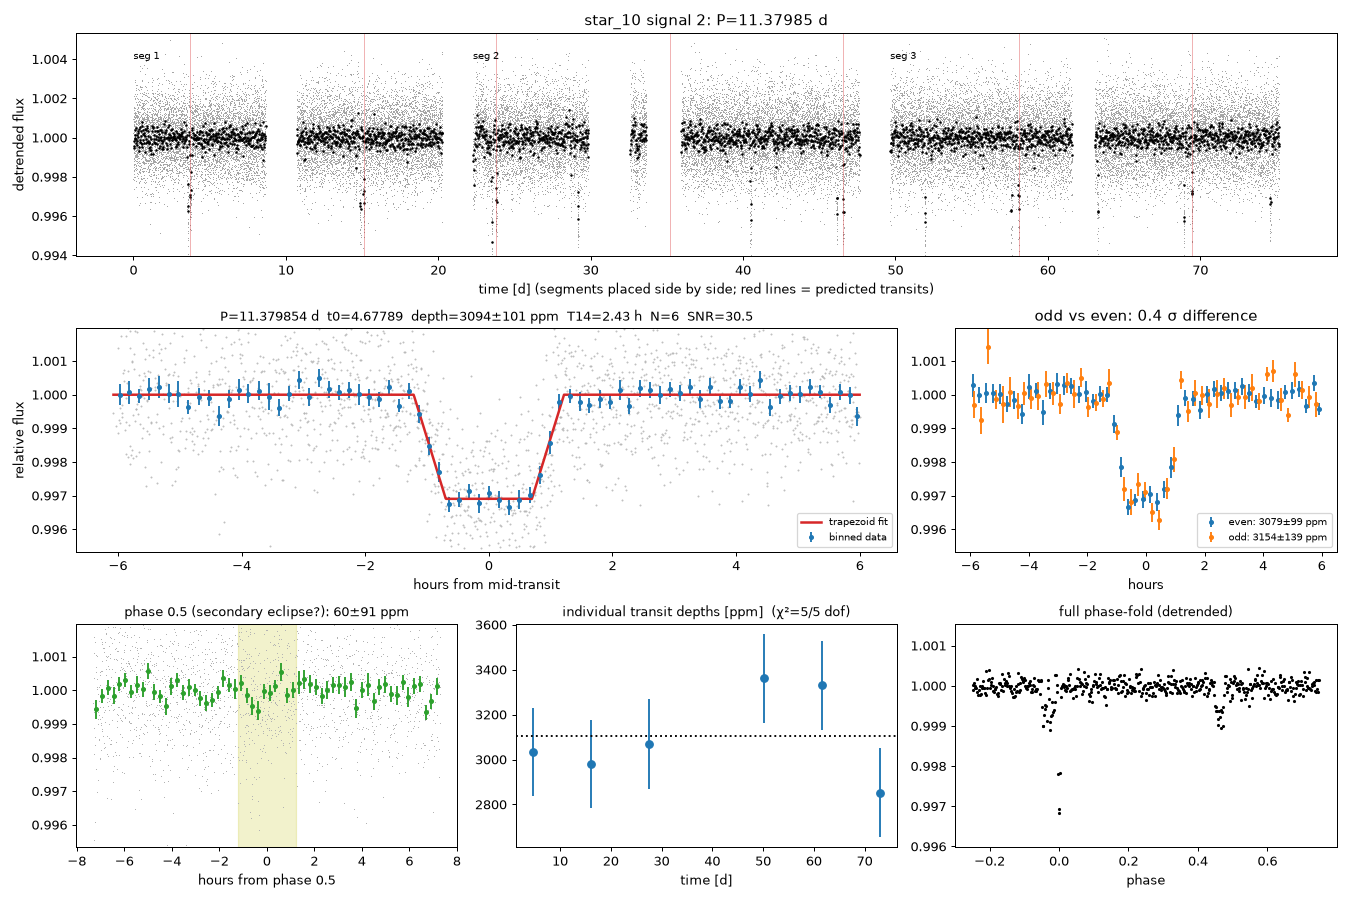 star_10 signal 2: P=11.37985 d
seg 1
seg 2
seg 3
detrended flux
1.004
1.002
1.000
0.998
0.996
0.994
0 10 20 30 40 50 60 70
time [d] (segments placed side by side; red lines = predicted transits)
P=11.379854 d t0=4.67789 depth=3094±101 ppm T14=2.43 h N=6 SNR=30.5
relative flux
1.001
1.000
0.999
0.998
0.997
0.996
trapezoid fit
binned data
−6 −4 −2 0 2 4 6
hours from mid-transit
odd vs even: 0.4 σ difference
1.001
1.000
0.999
0.998
0.997
0.996
even: 3079±99 ppm
odd: 3154±139 ppm
−6 −4 −2 0 2 4 6
hours
phase 0.5 (secondary eclipse?): 60±91 ppm
1.001
1.000
0.999
0.998
0.997
0.996
−8 −6 −4 −2 0 2 4 6 8
hours from phase 0.5
individual transit depths [ppm] (χ²=5/5 dof)
3600
3400
3200
3000
2800
10 20 30 40 50 60 70
time [d]
full phase-fold (detrended)
1.001
1.000
0.999
0.998
0.997
0.996
−0.2 0.0 0.2 0.4 0.6
phase